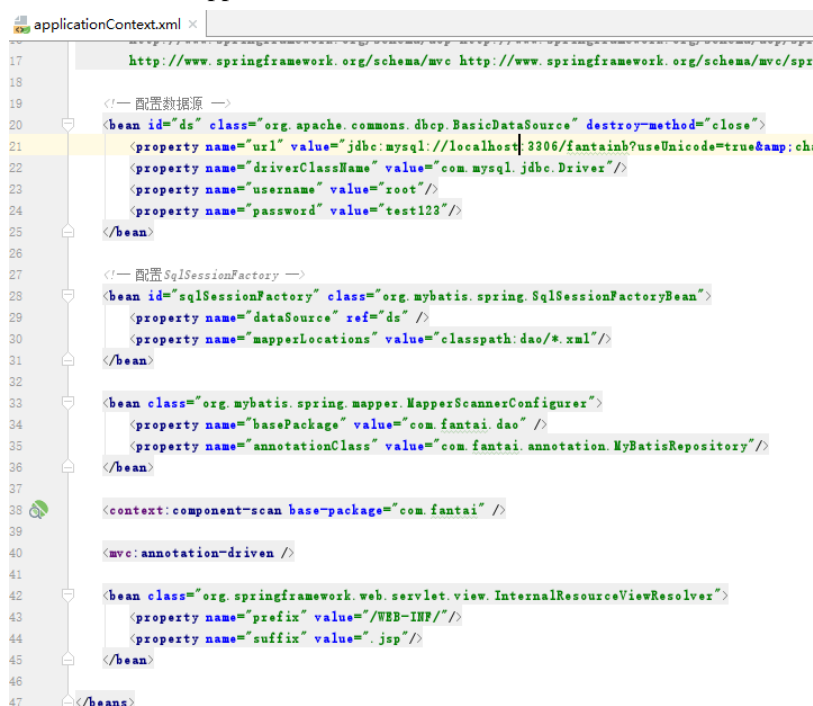 applicationContext.xml ×
17 http://www.springframework.org/schema/mvc http://www.springframework.org/schema/mvc/spr
18
19 <!— 配置数据源 —>
20 <bean id="ds" class="org.apache.commons.dbcp.BasicDataSource" destroy-method="close">
21 <property name="url" value="jdbc:mysql://localhost:3306/fantainb?useUnicode=true&amp;cha
22 <property name="driverClassName" value="com.mysql.jdbc.Driver"/>
23 <property name="username" value="root"/>
24 <property name="password" value="test123"/>
25 </bean>
26
27 <!— 配置SqlSessionFactory —>
28 <bean id="sqlSessionFactory" class="org.mybatis.spring.SqlSessionFactoryBean">
29 <property name="dataSource" ref="ds" />
30 <property name="mapperLocations" value="classpath:dao/*.xml"/>
31 </bean>
32
33 <bean class="org.mybatis.spring.mapper.MapperScannerConfigurer">
34 <property name="basePackage" value="com.fantai.dao" />
35 <property name="annotationClass" value="com.fantai.annotation.MyBatisRepository"/>
36 </bean>
37
38 <context:component-scan base-package="com.fantai" />
39
40 <mvc:annotation-driven />
41
42 <bean class="org.springframework.web.servlet.view.InternalResourceViewResolver">
43 <property name="prefix" value="/WEB-INF/"/>
44 <property name="suffix" value=".jsp"/>
45 </bean>
46
47 </beans>